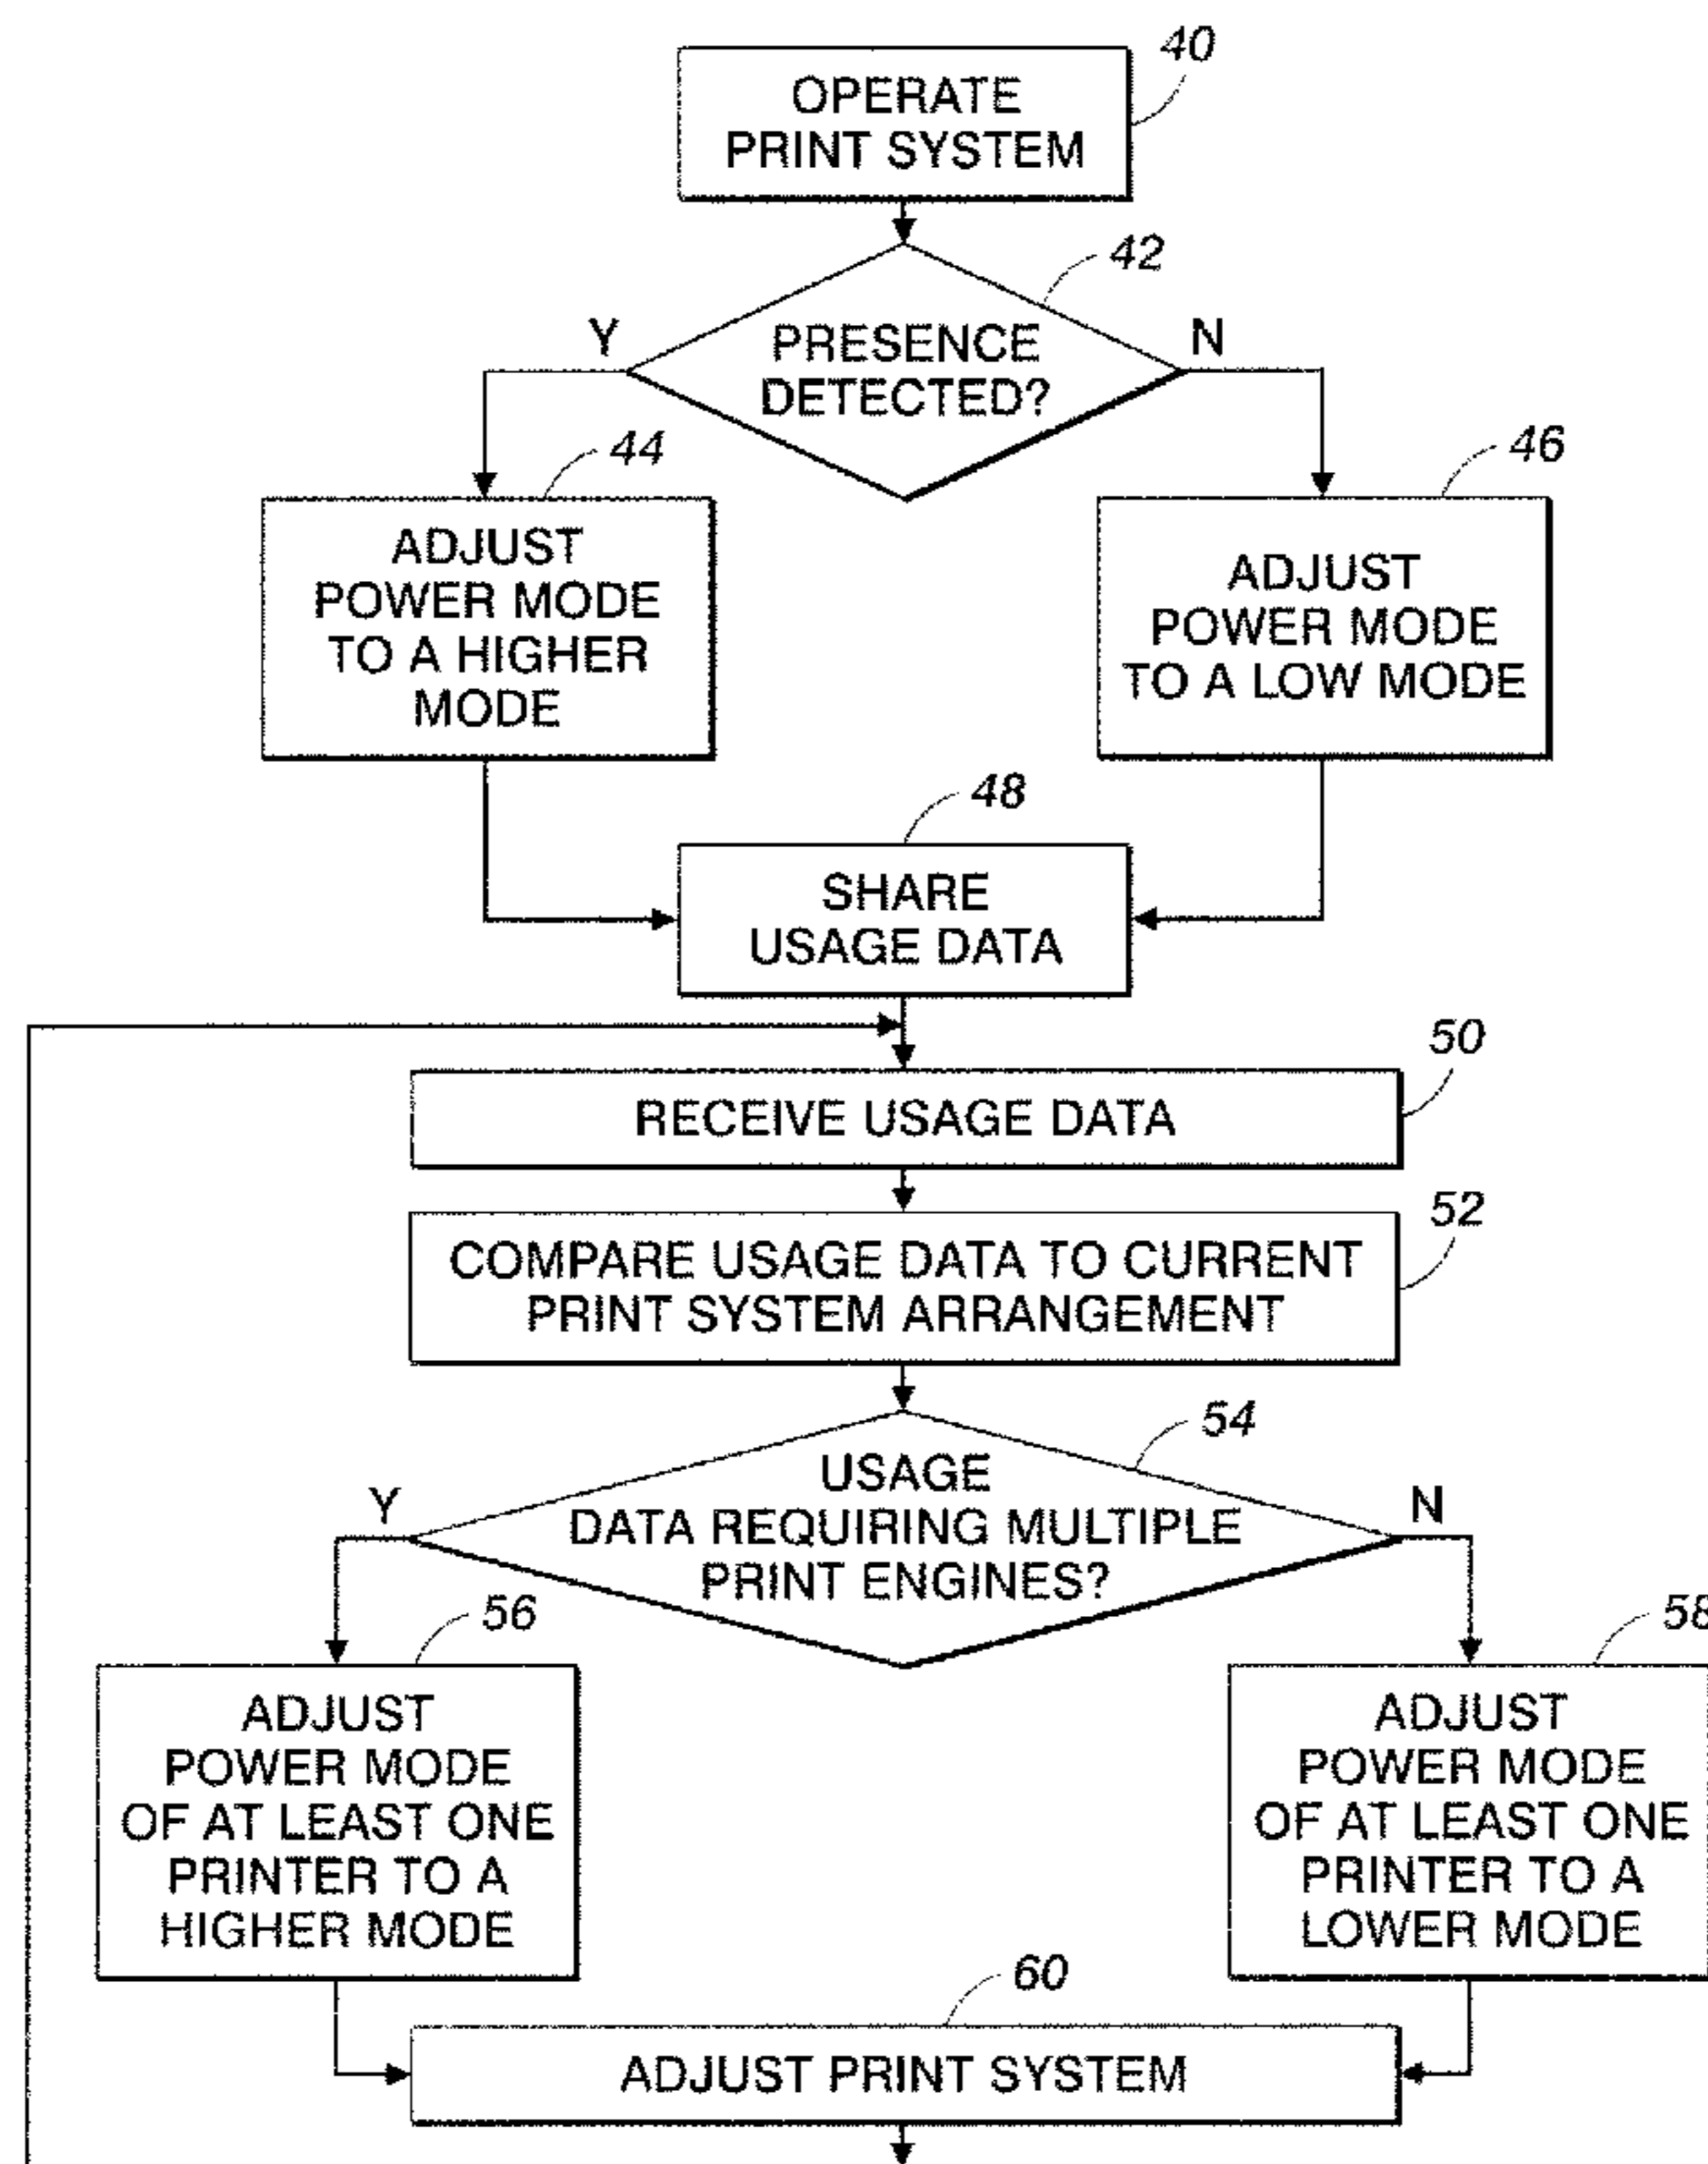 40
OPERATE
PRINT SYSTEM
42
Y
PRESENCE
DETECTED?
N
44
ADJUST
POWER MODE
TO A HIGHER
MODE
46
ADJUST
POWER MODE
TO A LOW MODE
48
SHARE
USAGE DATA
50
RECEIVE USAGE DATA
52
COMPARE USAGE DATA TO CURRENT
PRINT SYSTEM ARRANGEMENT
54
Y
USAGE
DATA REQUIRING MULTIPLE
PRINT ENGINES?
N
56
ADJUST
POWER MODE
OF AT LEAST ONE
PRINTER TO A
HIGHER MODE
58
ADJUST
POWER MODE
OF AT LEAST ONE
PRINTER TO A
LOWER MODE
60
ADJUST PRINT SYSTEM